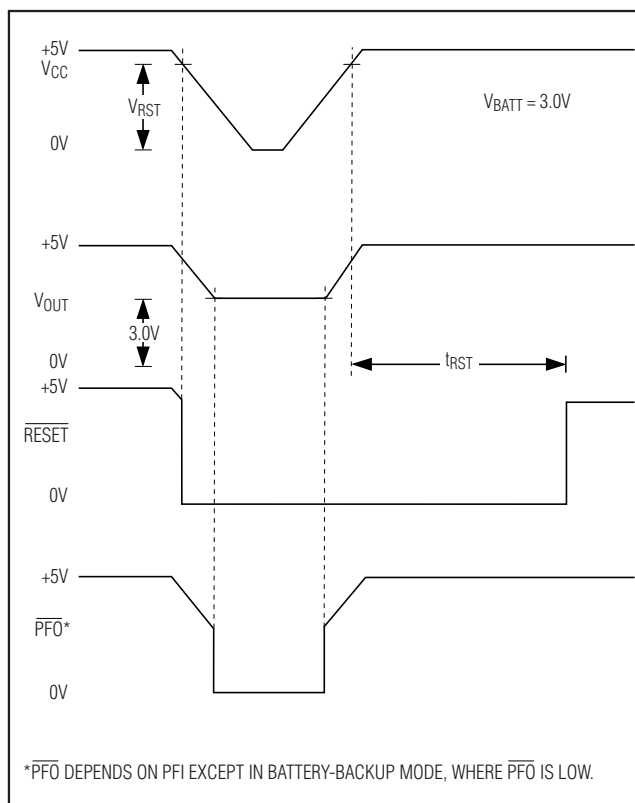 +5V
VCC
VRST
VBATT = 3.0V
0V
+5V
VOUT
3.0V
0V
tRST
+5V
RESET
0V
+5V
PFO*
0V
*PFO DEPENDS ON PFI EXCEPT IN BATTERY-BACKUP MODE, WHERE PFO IS LOW.